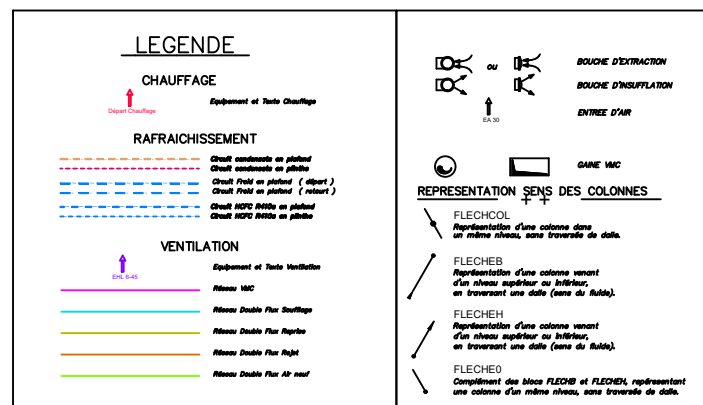 LEGENDE
CHAUFFAGE
Départ Chauffage
Equipement et Texte Chauffage
RAFRAICHISSEMENT
Circuit condensats en plafond
Circuit condensats en plinthe
Circuit Froid en plafond ( départ )
Circuit Froid en plafond ( retourt )
Circuit HCFC R410a en plafond
Circuit HCFC R410a en plinthe
VENTILATION
EHL 6-45
Equipement et Texte Ventilation
Réseau VMC
Réseau Double Flux Soufflage
Réseau Double Flux Reprise
Réseau Double Flux Rejet
Réseau Double Flux Air neuf
ou
BOUCHE D'EXTRACTION
BOUCHE D'INSUFFLATION
EA 30
ENTREE D'AIR
GAINE VMC
REPRESENTATION SENS DES COLONNES
FLECHCOL
Représentation d'une colonne dans
un même niveau, sans traversée de dalle.
FLECHEB
Représentation d'une colonne venant
d'un niveau supérieur ou inférieur,
en traversant une dalle (sens du fluide).
FLECHEH
Représentation d'une colonne venant
d'un niveau supérieur ou inférieur,
en traversant une dalle (sens du fluide).
FLECHE0
Complément des blocs FLECHB et FLECHEH, repérésentant
une colonne d'un même niveau, sans traversée de dalle.